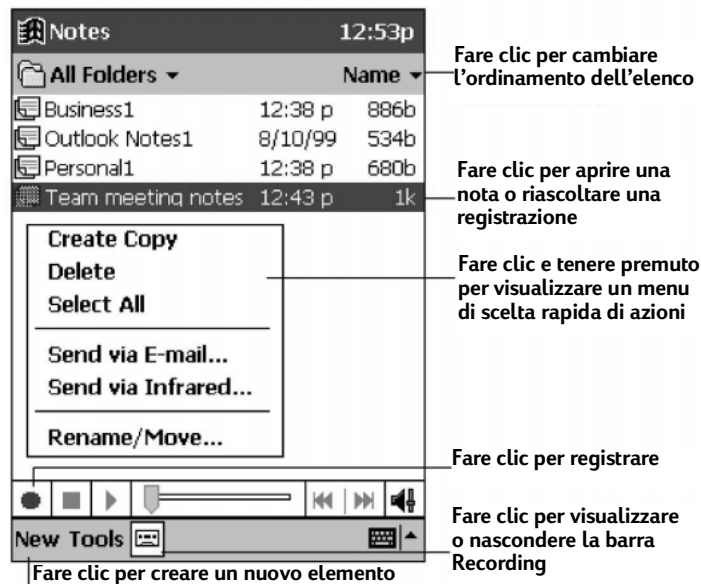 Notes 12:53p
All Folders Name
Business1 12:38 p 886b
Outlook Notes1 8/10/99 534b
Personal1 12:38 p 680b
Team meeting notes 12:43 p 1k
Create Copy
Delete
Select All
Send via E-mail...
Send via Infrared...
Rename/Move...
New Tools
Fare clic per cambiare
l'ordinamento dell'elenco
Fare clic per aprire una
nota o riascoltare una
registrazione
Fare clic e tenere premuto
per visualizzare un menu
di scelta rapida di azioni
Fare clic per registrare
Fare clic per visualizzare
o nascondere la barra
Recording
Fare clic per creare un nuovo elemento